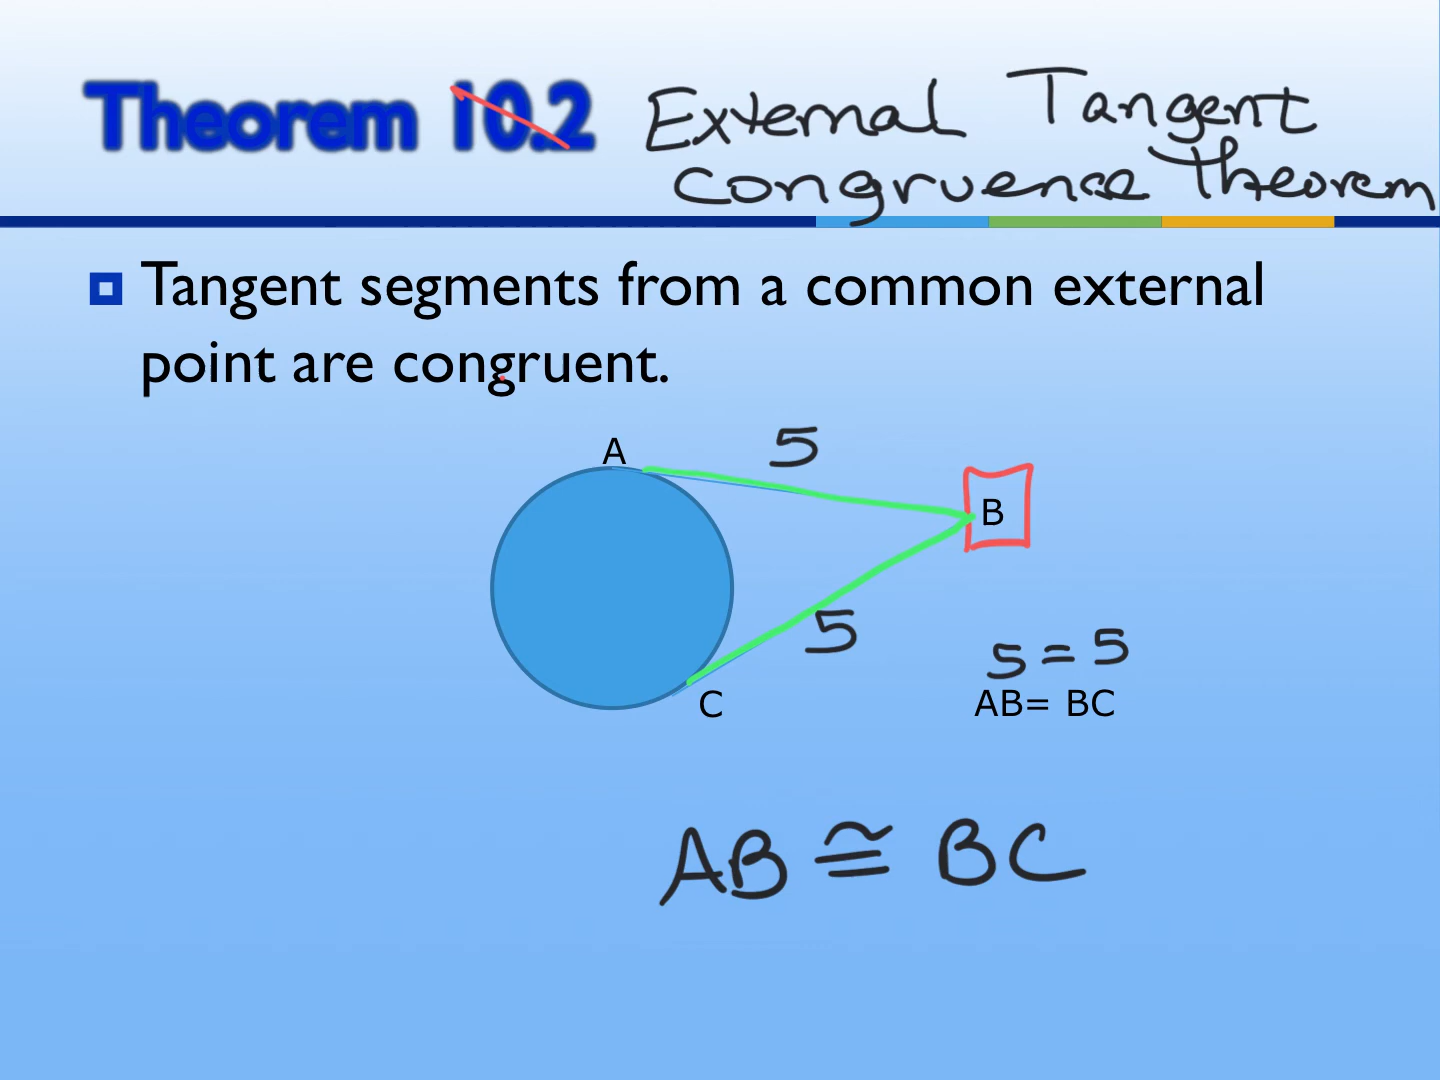 Theorem 10.2 External Tangent
Congruence Theorem
Tangent segments from a common external
point are congruent.
A
5
B
5
5 = 5
C
AB= BC
AB ≅ BC